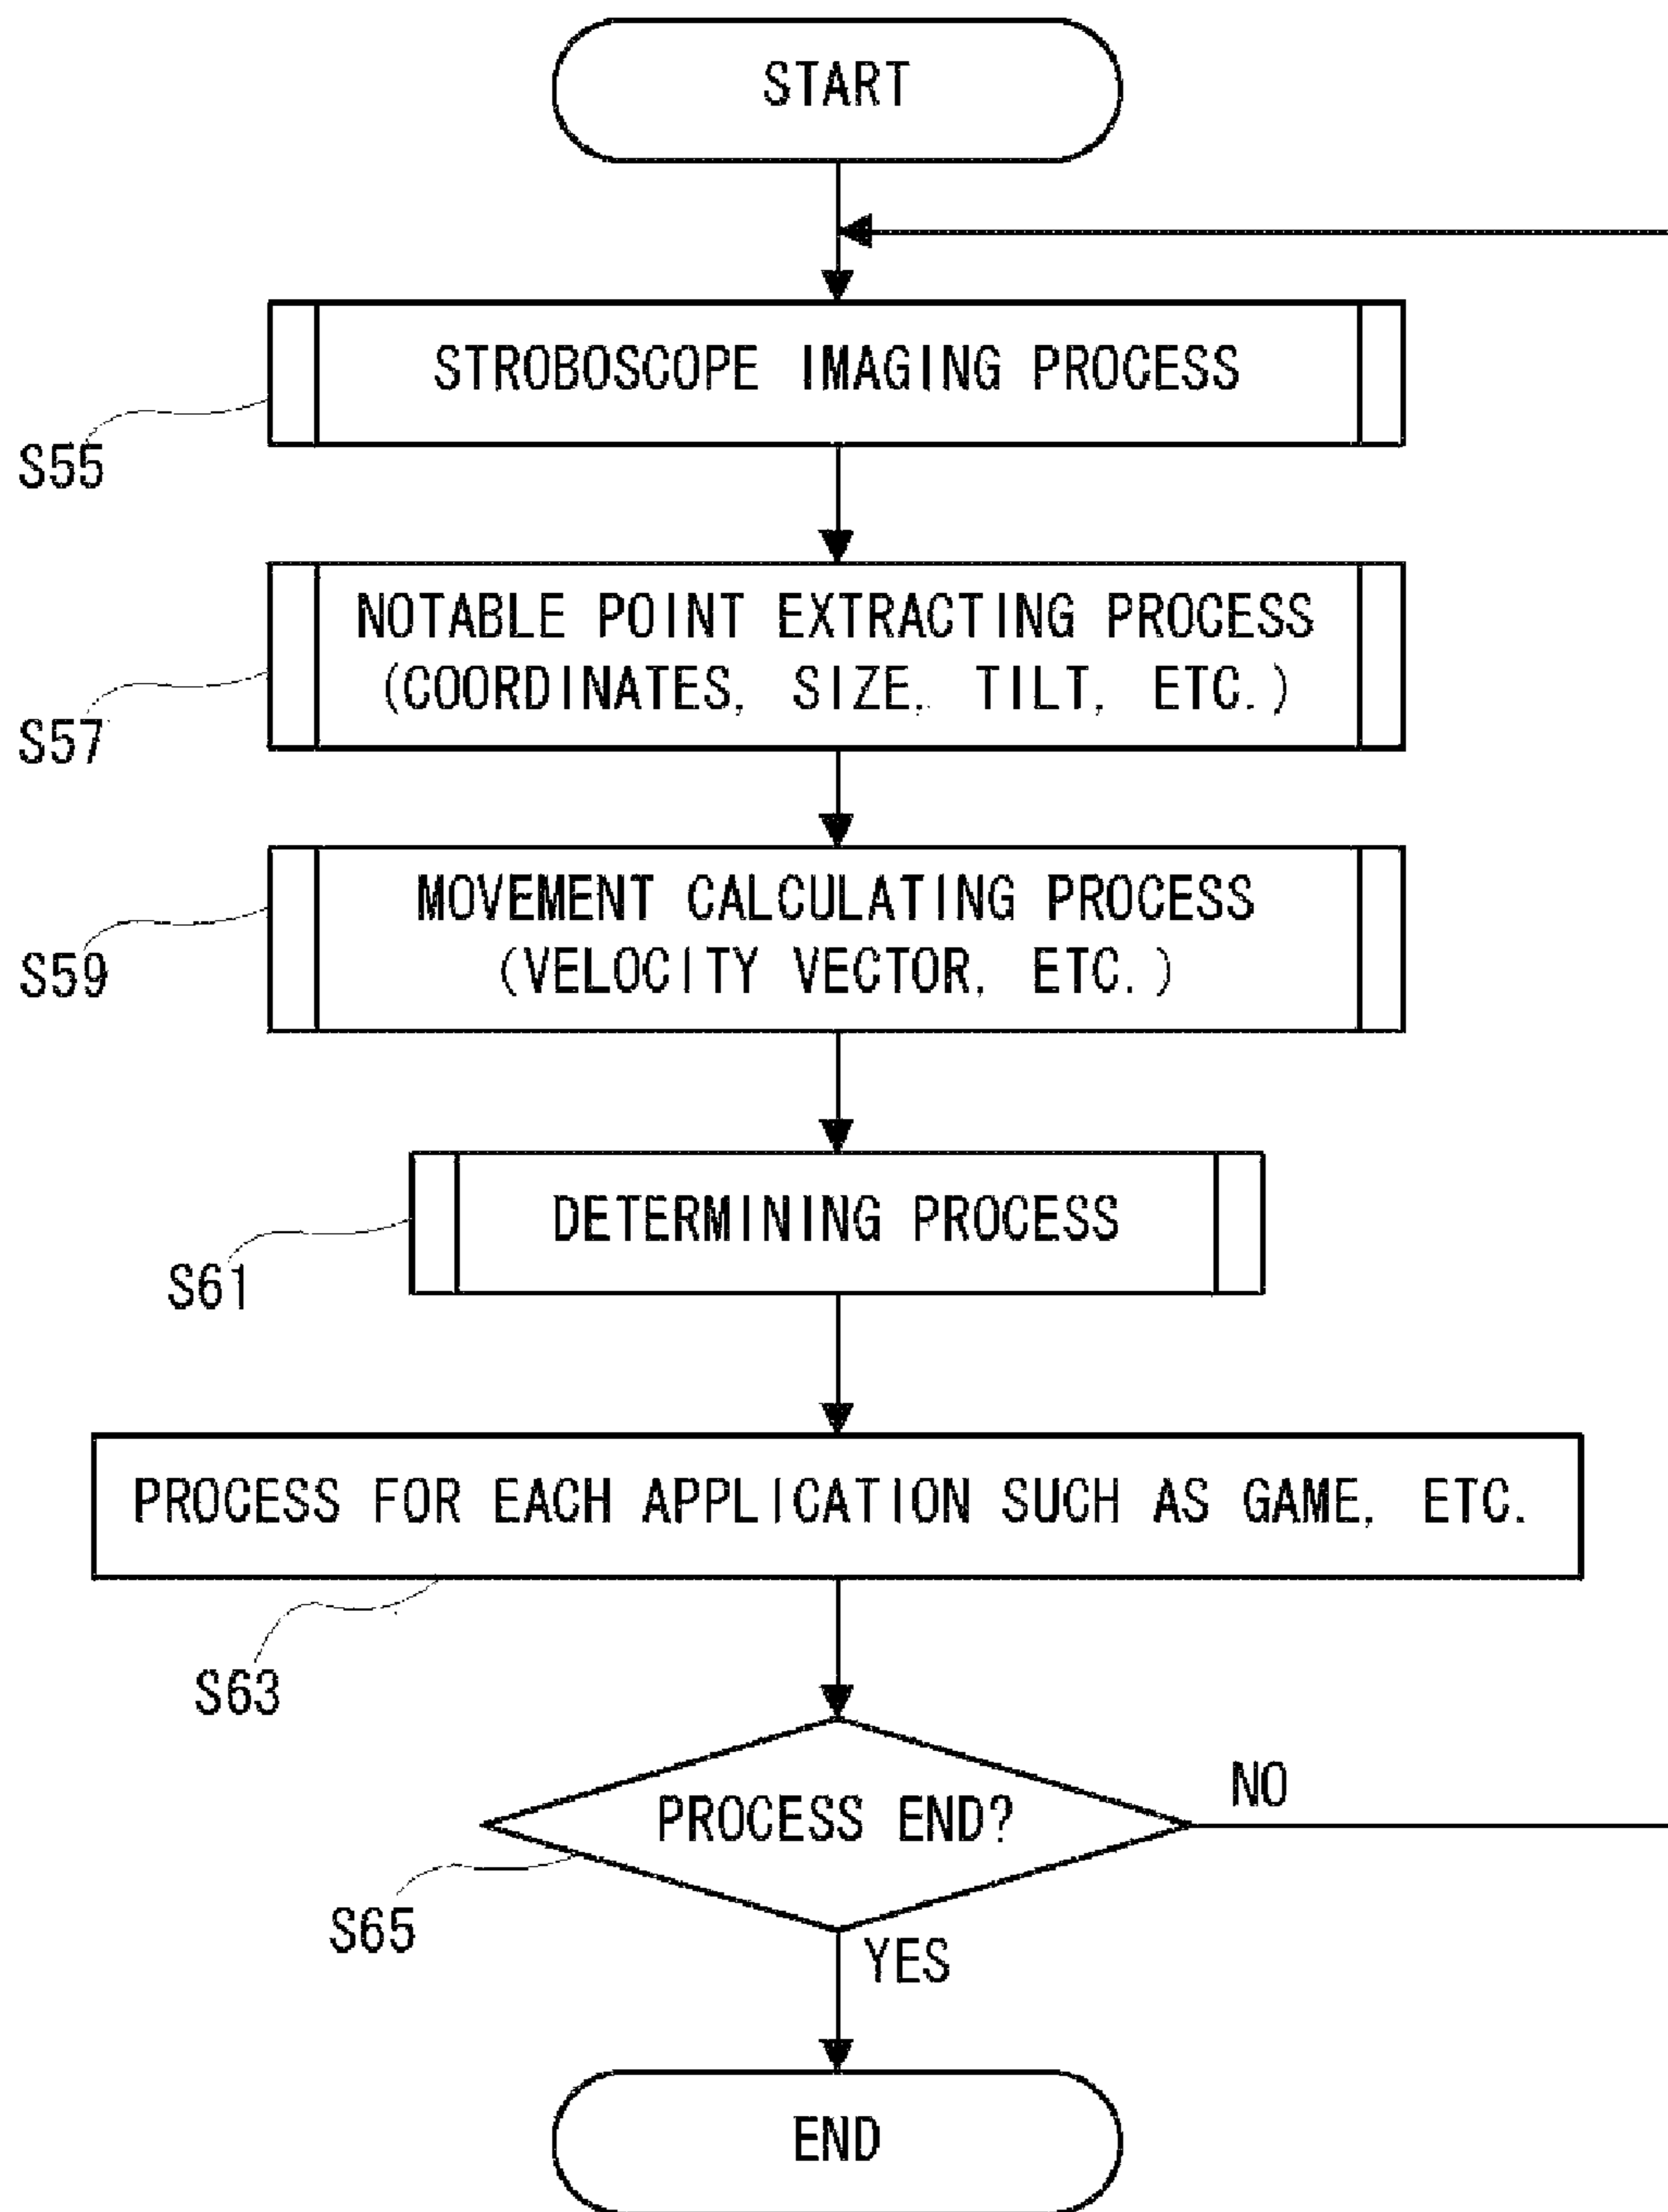 START
STROBOSCOPE IMAGING PROCESS
S55
NOTABLE POINT EXTRACTING PROCESS
(COORDINATES, SIZE, TILT, ETC.)
S57
MOVEMENT CALCULATING PROCESS
(VELOCITY VECTOR, ETC.)
S59
DETERMINING PROCESS
S61
PROCESS FOR EACH APPLICATION SUCH AS GAME, ETC.
S63
PROCESS END?
NO
S65
YES
END